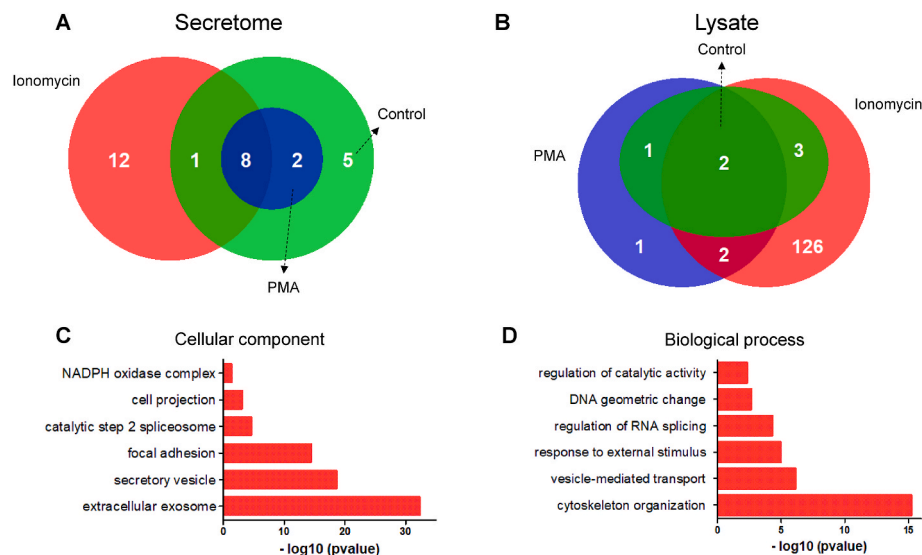 A
Secretome
Ionomycin
Control
12
1
8
2
5
PMA
B
Lysate
Control
Ionomycin
PMA
1
2
3
1
2
126
C
Cellular component
NADPH oxidase complex
cell projection
catalytic step 2 spliceosome
focal adhesion
secretory vesicle
extracellular exosome
0 10 20 30
- log10 (pvalue)
D
Biological process
regulation of catalytic activity
DNA geometric change
regulation of RNA splicing
response to external stimulus
vesicle-mediated transport
cytoskeleton organization
0 5 10 15
- log10 (pvalue)